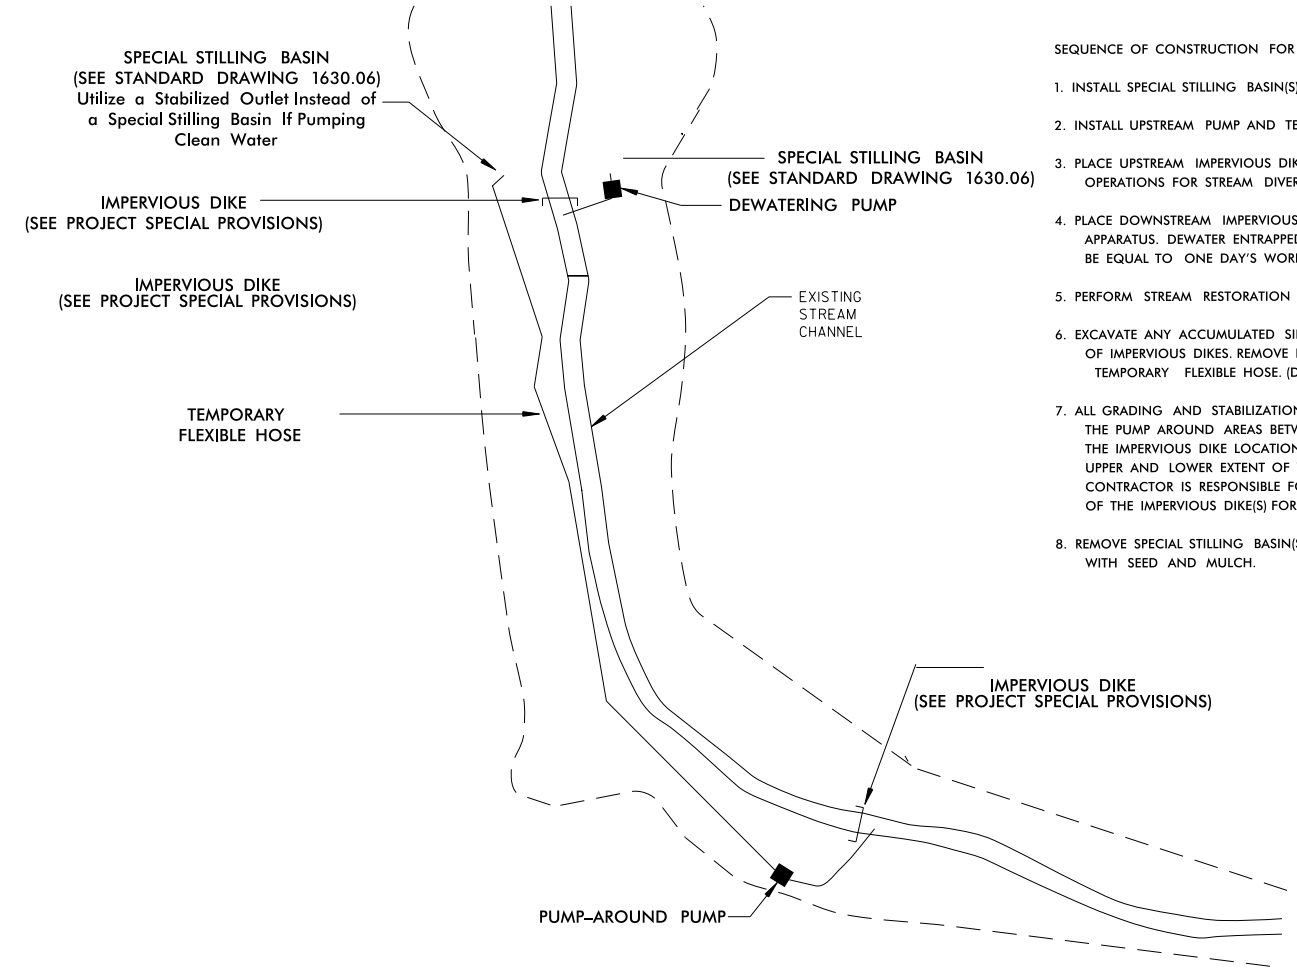 SPECIAL STILLING BASIN
(SEE STANDARD DRAWING 1630.06)
Utilize a Stabilized Outlet Instead of
a Special Stilling Basin If Pumping
Clean Water
IMPERVIOUS DIKE
(SEE PROJECT SPECIAL PROVISIONS)
IMPERVIOUS DIKE
(SEE PROJECT SPECIAL PROVISIONS)
TEMPORARY
FLEXIBLE HOSE
SPECIAL STILLING BASIN
(SEE STANDARD DRAWING 1630.06)
DEWATERING PUMP
EXISTING
STREAM
CHANNEL
IMPERVIOUS DIKE
(SEE PROJECT SPECIAL PROVISIONS)
PUMP-AROUND PUMP
SEQUENCE OF CONSTRUCTION FOR
1. INSTALL SPECIAL STILLING BASIN(S)
2. INSTALL UPSTREAM PUMP AND
3. PLACE UPSTREAM IMPERVIOUS
OPERATIONS FOR STREAM
4. PLACE DOWNSTREAM IMPERVIOUS
APPARATUS. DEWATER
BE EQUAL TO ONE DAY'S
5. PERFORM STREAM RESTORATION
6. EXCAVATE ANY ACCUMULATED
OF IMPERVIOUS DIKES. REMOVE
TEMPORARY FLEXIBLE HOSE.
7. ALL GRADING AND
THE PUMP AROUND AREAS
THE IMPERVIOUS DIKE
UPPER AND LOWER EXTENT OF
CONTRACTOR IS RESPONSIBLE
OF THE IMPERVIOUS DIKE(S) FOR
8. REMOVE SPECIAL STILLING
WITH SEED AND MULCH.